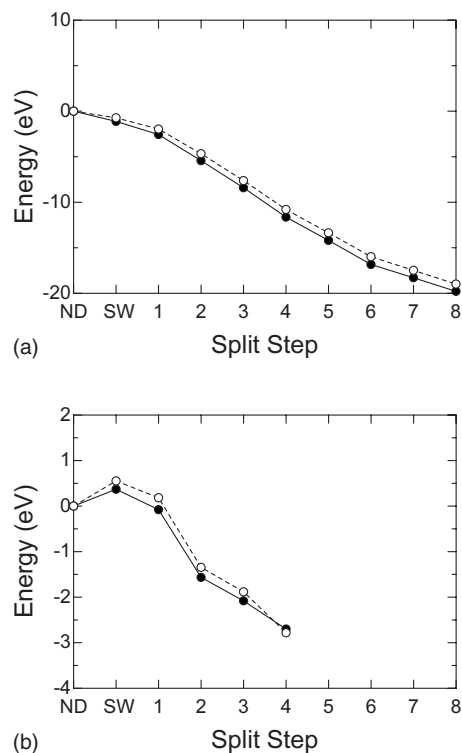 10
0
-10
-20
Energy (eV)
ND SW 1 2 3 4 5 6 7 8
(a) Split Step
2
1
0
-1
-2
-3
-4
Energy (eV)
ND SW 1 2 3 4 5 6 7 8
(b) Split Step